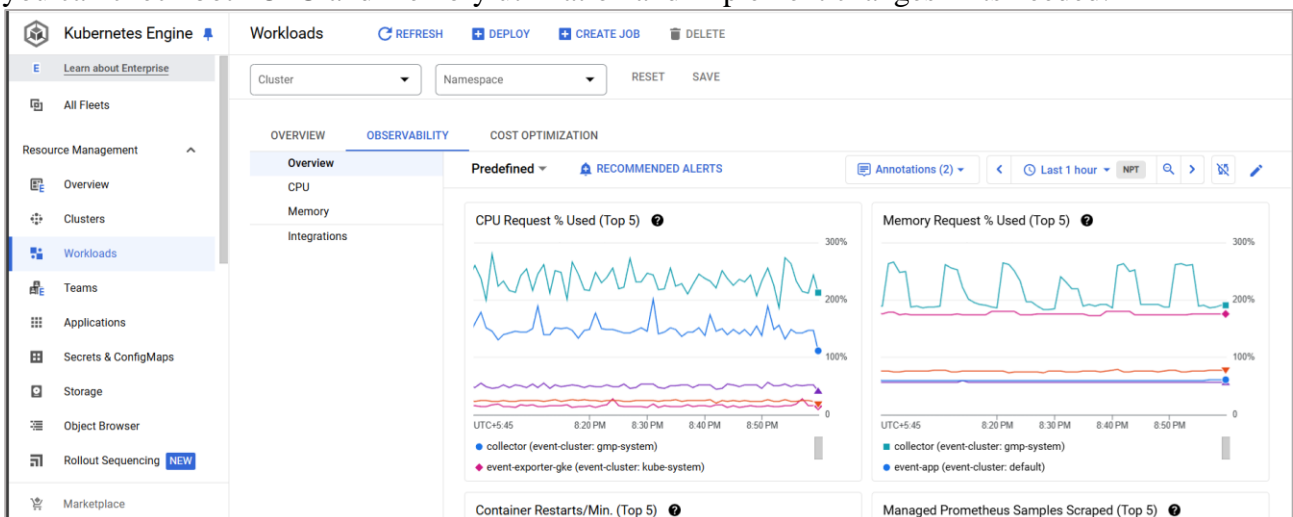 Kubernetes Engine
Workloads
REFRESH
DEPLOY
CREATE JOB
DELETE
E
Learn about Enterprise
Cluster
Namespace
RESET
SAVE
All Fleets
OVERVIEW
OBSERVABILITY
COST OPTIMIZATION
Resource Management
Overview
Clusters
Workloads
Teams
Applications
Secrets & ConfigMaps
Storage
Object Browser
Rollout Sequencing NEW
Marketplace
Overview
CPU
Memory
Integrations
Predefined
RECOMMENDED ALERTS
Annotations (2)
Last 1 hour
NPT
CPU Request % Used (Top 5)
300%
200%
100%
0
UTC+5:45
8:20 PM
8:30 PM
8:40 PM
8:50 PM
collector (event-cluster: gmp-system)
event-exporter-gke (event-cluster: kube-system)
Memory Request % Used (Top 5)
300%
200%
100%
0
UTC+5:45
8:20 PM
8:30 PM
8:40 PM
8:50 PM
collector (event-cluster: gmp-system)
event-app (event-cluster: default)
Container Restarts/Min. (Top 5)
Managed Prometheus Samples Scraped (Top 5)